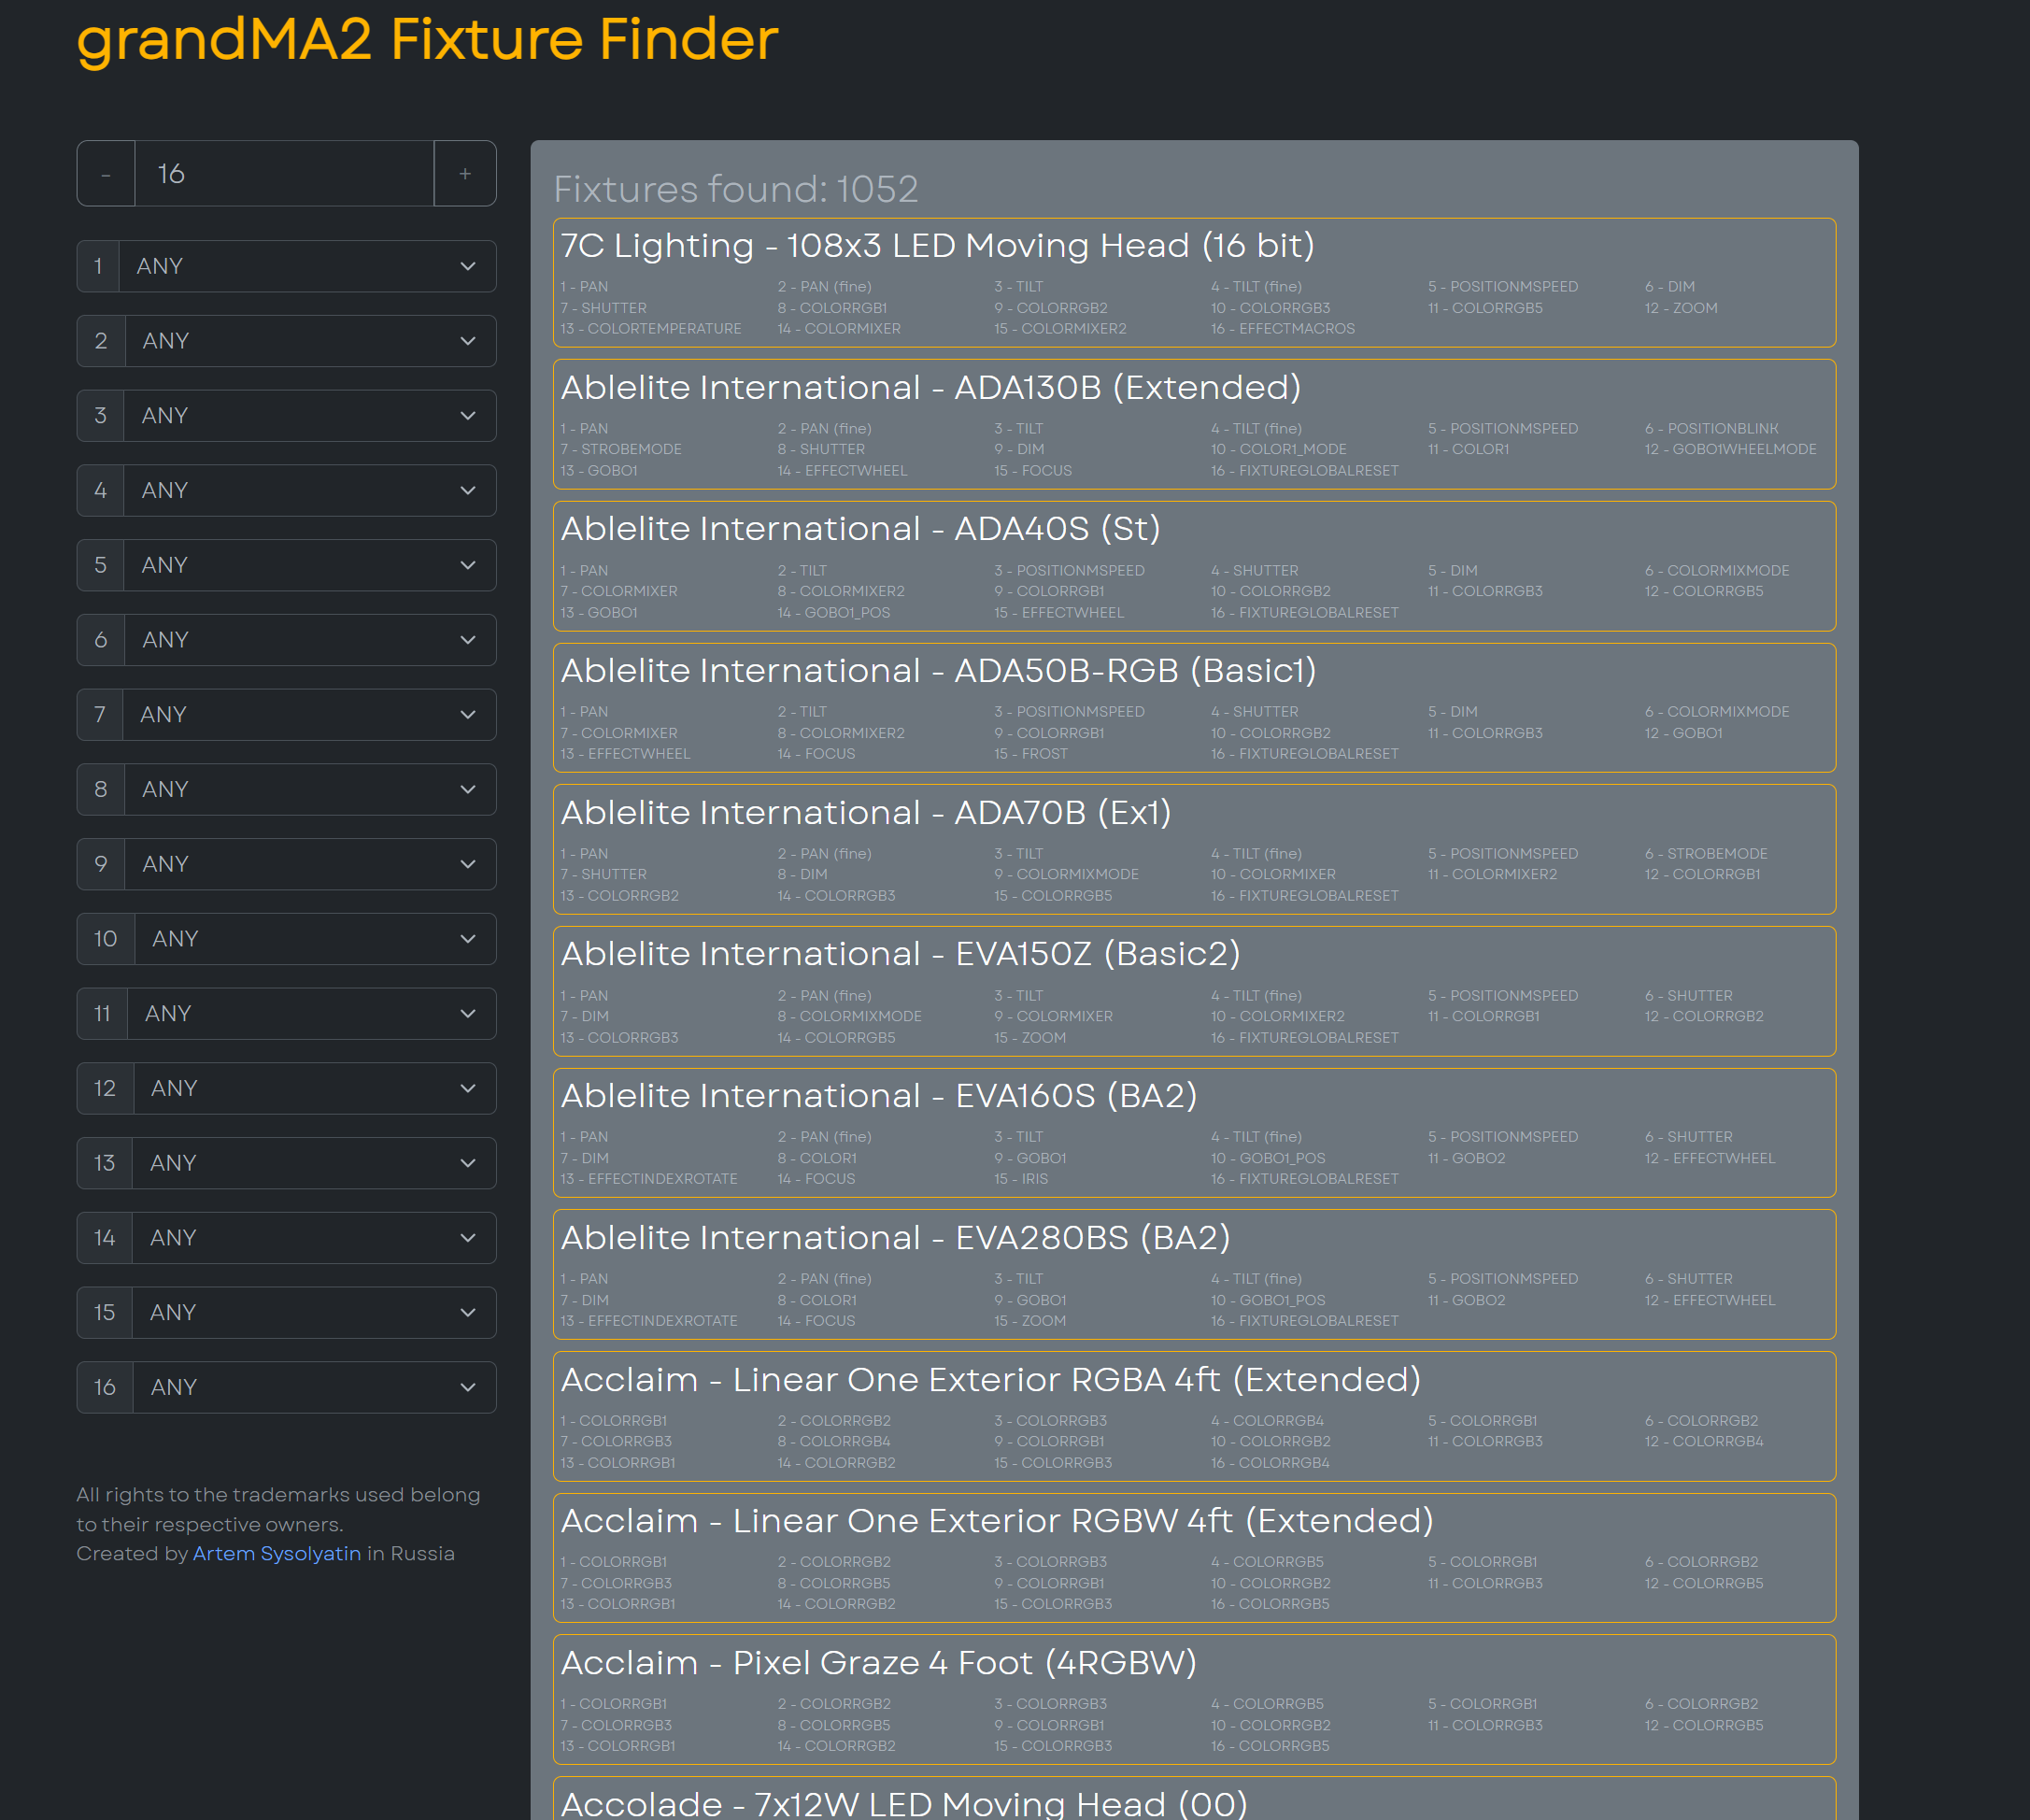 grandMA2 Fixture Finder
- 16 +
1 ANY
2 ANY
3 ANY
4 ANY
5 ANY
6 ANY
7 ANY
8 ANY
9 ANY
10 ANY
11 ANY
12 ANY
13 ANY
14 ANY
15 ANY
16 ANY
All rights to the trademarks used belong
to their respective owners.
Created by Artem Sysolyatin in Russia
Fixtures found: 1052
7C Lighting - 108x3 LED Moving Head (16 bit)
1 - PAN 2 - PAN (fine) 3 - TILT 4 - TILT (fine) 5 - POSITIONMSPEED 6 - DIM
7 - SHUTTER 8 - COLORRGB1 9 - COLORRGB2 10 - COLORRGB3 11 - COLORRGB5 12 - ZOOM
13 - COLORTEMPERATURE 14 - COLORMIXER 15 - COLORMIXER2 16 - EFFECTMACROS
Ablelite International - ADA130B (Extended)
1 - PAN 2 - PAN (fine) 3 - TILT 4 - TILT (fine) 5 - POSITIONMSPEED 6 - POSITIONBLINK
7 - STROBEMODE 8 - SHUTTER 9 - DIM 10 - COLOR1_MODE 11 - COLOR1 12 - GOBO1WHEELMODE
13 - GOBO1 14 - EFFECTWHEEL 15 - FOCUS 16 - FIXTUREGLOBALRESET
Ablelite International - ADA40S (St)
1 - PAN 2 - TILT 3 - POSITIONMSPEED 4 - SHUTTER 5 - DIM 6 - COLORMIXMODE
7 - COLORMIXER 8 - COLORMIXER2 9 - COLORRGB1 10 - COLORRGB2 11 - COLORRGB3 12 - COLORRGB5
13 - GOBO1 14 - GOBO1_POS 15 - EFFECTWHEEL 16 - FIXTUREGLOBALRESET
Ablelite International - ADA50B-RGB (Basic1)
1 - PAN 2 - TILT 3 - POSITIONMSPEED 4 - SHUTTER 5 - DIM 6 - COLORMIXMODE
7 - COLORMIXER 8 - COLORMIXER2 9 - COLORRGB1 10 - COLORRGB2 11 - COLORRGB3 12 - GOBO1
13 - EFFECTWHEEL 14 - FOCUS 15 - FROST 16 - FIXTUREGLOBALRESET
Ablelite International - ADA70B (Ex1)
1 - PAN 2 - PAN (fine) 3 - TILT 4 - TILT (fine) 5 - POSITIONMSPEED 6 - STROBEMODE
7 - SHUTTER 8 - DIM 9 - COLORMIXMODE 10 - COLORMIXER 11 - COLORMIXER2 12 - COLORRGB1
13 - COLORRGB2 14 - COLORRGB3 15 - COLORRGB5 16 - FIXTUREGLOBALRESET
Ablelite International - EVA150Z (Basic2)
1 - PAN 2 - PAN (fine) 3 - TILT 4 - TILT (fine) 5 - POSITIONMSPEED 6 - SHUTTER
7 - DIM 8 - COLORMIXMODE 9 - COLORMIXER 10 - COLORMIXER2 11 - COLORRGB1 12 - COLORRGB2
13 - COLORRGB3 14 - COLORRGB5 15 - ZOOM 16 - FIXTUREGLOBALRESET
Ablelite International - EVA160S (BA2)
1 - PAN 2 - PAN (fine) 3 - TILT 4 - TILT (fine) 5 - POSITIONMSPEED 6 - SHUTTER
7 - DIM 8 - COLOR1 9 - GOBO1 10 - GOBO1_POS 11 - GOBO2 12 - EFFECTWHEEL
13 - EFFECTINDEXROTATE 14 - FOCUS 15 - IRIS 16 - FIXTUREGLOBALRESET
Ablelite International - EVA280BS (BA2)
1 - PAN 2 - PAN (fine) 3 - TILT 4 - TILT (fine) 5 - POSITIONMSPEED 6 - SHUTTER
7 - DIM 8 - COLOR1 9 - GOBO1 10 - GOBO1_POS 11 - GOBO2 12 - EFFECTWHEEL
13 - EFFECTINDEXROTATE 14 - FOCUS 15 - ZOOM 16 - FIXTUREGLOBALRESET
Acclaim - Linear One Exterior RGBA 4ft (Extended)
1 - COLORRGB1 2 - COLORRGB2 3 - COLORRGB3 4 - COLORRGB4 5 - COLORRGB1 6 - COLORRGB2
7 - COLORRGB3 8 - COLORRGB4 9 - COLORRGB1 10 - COLORRGB2 11 - COLORRGB3 12 - COLORRGB4
13 - COLORRGB1 14 - COLORRGB2 15 - COLORRGB3 16 - COLORRGB4
Acclaim - Linear One Exterior RGBW 4ft (Extended)
1 - COLORRGB1 2 - COLORRGB2 3 - COLORRGB3 4 - COLORRGB5 5 - COLORRGB1 6 - COLORRGB2
7 - COLORRGB3 8 - COLORRGB5 9 - COLORRGB1 10 - COLORRGB2 11 - COLORRGB3 12 - COLORRGB5
13 - COLORRGB1 14 - COLORRGB2 15 - COLORRGB3 16 - COLORRGB5
Acclaim - Pixel Graze 4 Foot (4RGBW)
1 - COLORRGB1 2 - COLORRGB2 3 - COLORRGB3 4 - COLORRGB5 5 - COLORRGB1 6 - COLORRGB2
7 - COLORRGB3 8 - COLORRGB5 9 - COLORRGB1 10 - COLORRGB2 11 - COLORRGB3 12 - COLORRGB5
13 - COLORRGB1 14 - COLORRGB2 15 - COLORRGB3 16 - COLORRGB5
Accolade - 7x12W LED Moving Head (00)